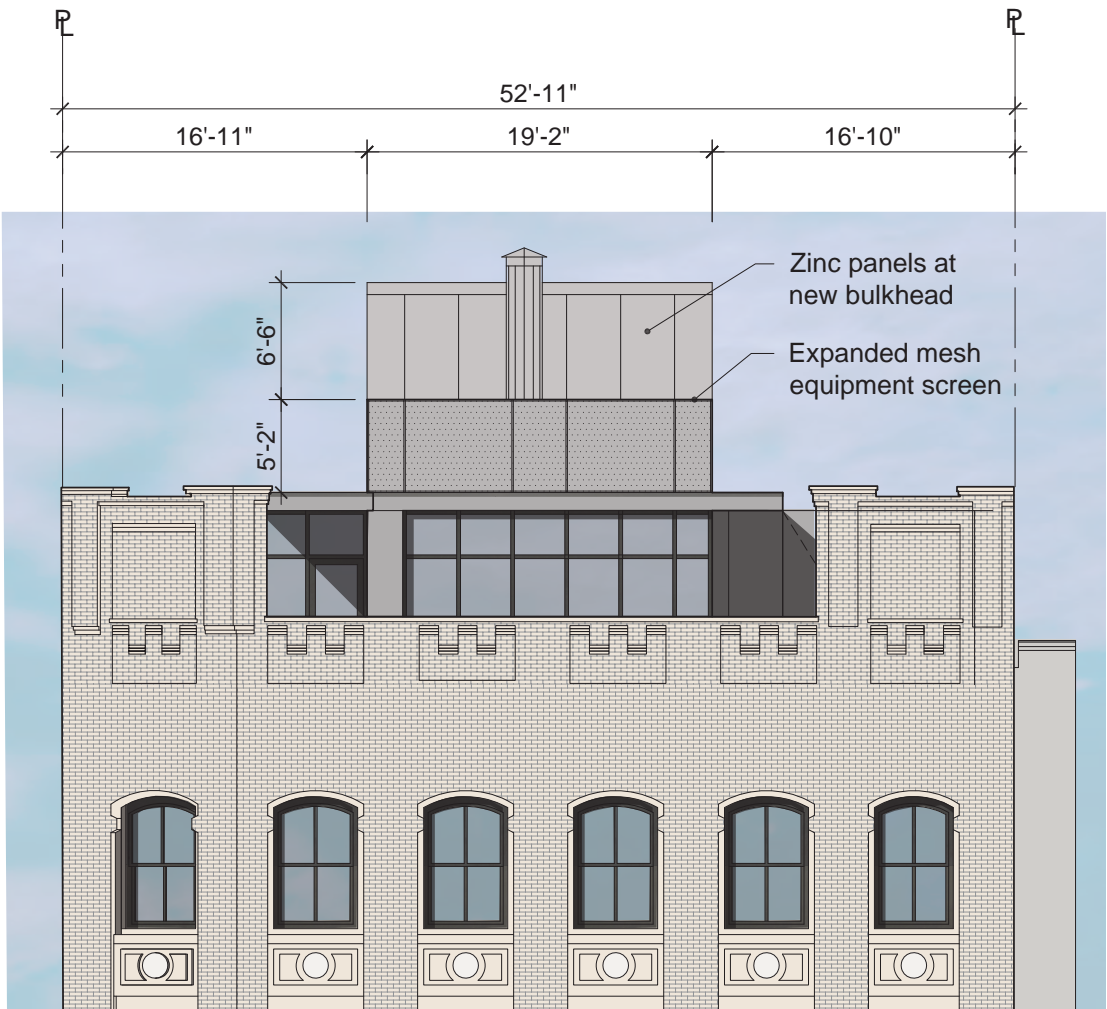 PL
PL
52'-11"
16'-11"
19'-2"
16'-10"
Zinc panels at
new bulkhead
6'-6"
Expanded mesh
equipment screen
5'-2"